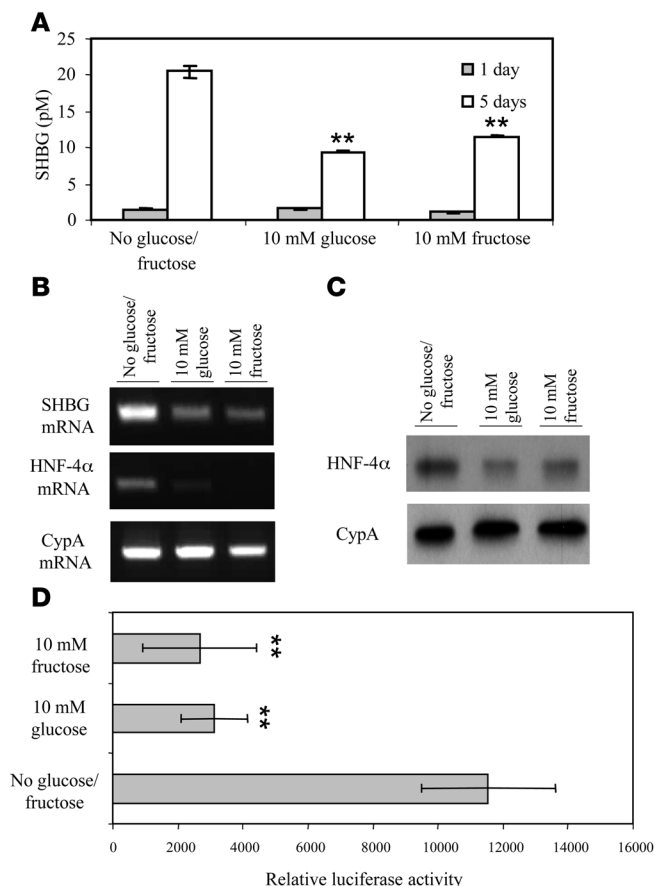 A
25
20
15
10
5
0
SHBG (pM)
1 day
5 days
**
**
No glucose/
fructose
10 mM glucose
10 mM fructose
B
No glucose/
fructose
10 mM
glucose
10 mM
fructose
SHBG
mRNA
HNF-4α
mRNA
CypA
mRNA
C
No glucose/
fructose
10 mM
glucose
10 mM
fructose
HNF-4α
CypA
D
10 mM
fructose
**
10 mM
glucose
**
No glucose/
fructose
0 2000 4000 6000 8000 10000 12000 14000 16000
Relative luciferase activity